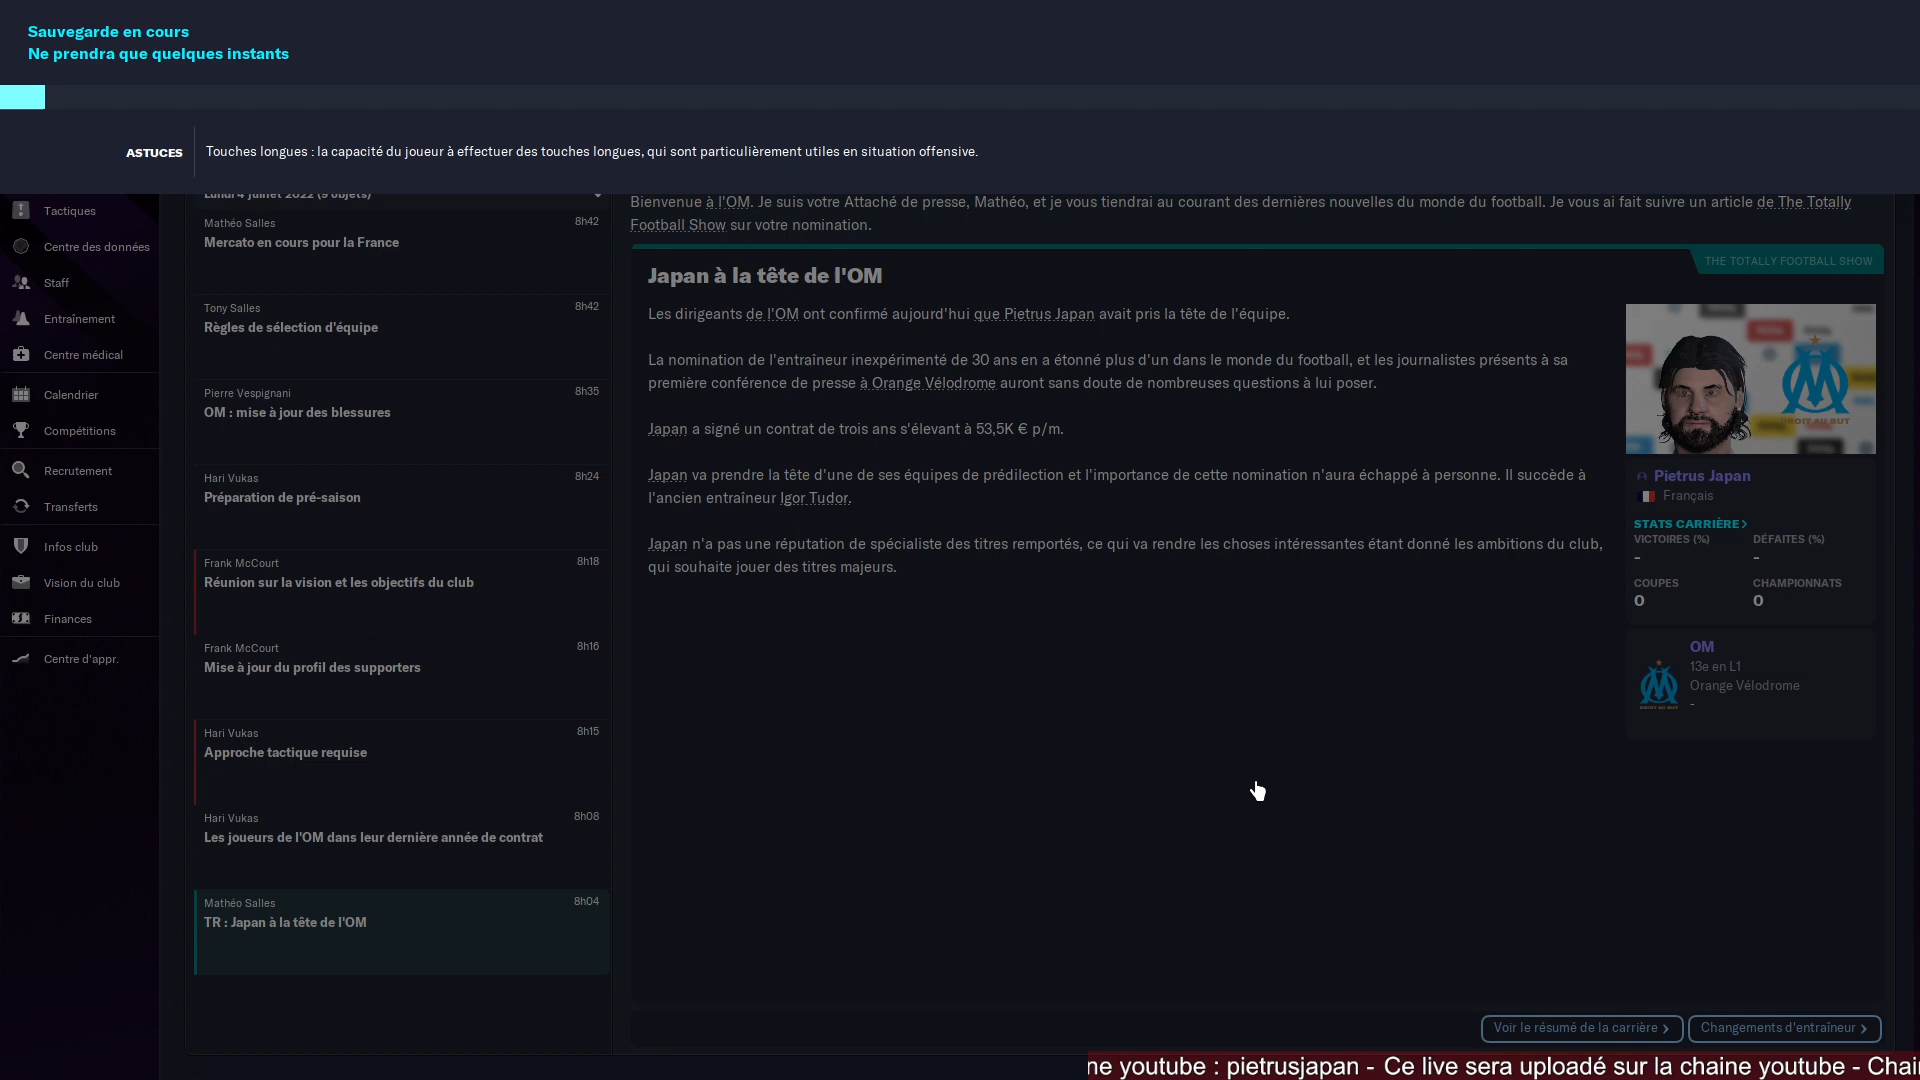 Sauvegarde en cours
Ne prendra que quelques instants
ASTUCES
Touches longues : la capacité du joueur à effectuer des touches longues, qui sont particulièrement utiles en situation offensive.
Tactiques
Centre des données
Staff
Entraînement
Centre médical
Calendrier
Compétitions
Recrutement
Transferts
Infos club
Vision du club
Finances
Centre d'appr.
Lundi 4 juillet 2022 (9 objets)
Mathéo Salles 8h42
Mercato en cours pour la France
Tony Salles 8h42
Règles de sélection d'équipe
Pierre Vespignani 8h35
OM : mise à jour des blessures
Hari Vukas 8h24
Préparation de pré-saison
Frank McCourt 8h18
Réunion sur la vision et les objectifs du club
Frank McCourt 8h16
Mise à jour du profil des supporters
Hari Vukas 8h15
Approche tactique requise
Hari Vukas 8h08
Les joueurs de l'OM dans leur dernière année de contrat
Mathéo Salles 8h04
TR : Japan à la tête de l'OM
Bienvenue à l'OM. Je suis votre Attaché de presse, Mathéo, et je vous tiendrai au courant des dernières nouvelles du monde du football. Je vous ai fait suivre un article de The Totally
Football Show sur votre nomination.
THE TOTALLY FOOTBALL SHOW
Japan à la tête de l'OM
Les dirigeants de l'OM ont confirmé aujourd'hui que Pietrus Japan avait pris la tête de l'équipe.
La nomination de l'entraîneur inexpérimenté de 30 ans en a étonné plus d'un dans le monde du football, et les journalistes présents à sa
première conférence de presse à Orange Vélodrome auront sans doute de nombreuses questions à lui poser.
Japan a signé un contrat de trois ans s'élevant à 53,5K € p/m.
Japan va prendre la tête d'une de ses équipes de prédilection et l'importance de cette nomination n'aura échappé à personne. Il succède à
l'ancien entraîneur Igor Tudor.
Japan n'a pas une réputation de spécialiste des titres remportés, ce qui va rendre les choses intéressantes étant donné les ambitions du club,
qui souhaite jouer des titres majeurs.
DROIT AU BUT
Pietrus Japan
Français
STATS CARRIÈRE >
VICTOIRES (%) DÉFAITES (%)
- -
COUPES CHAMPIONNATS
0 0
OM
13e en L1
Orange Vélodrome
-
DROIT AU BUT
Voir le résumé de la carrière >
Changements d'entraîneur >
ne youtube : pietrusjapan - Ce live sera uploadé sur la chaine youtube - Chai